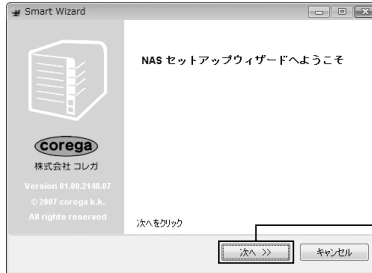 Smart Wizard
NAS セットアップウィザードへようこそ
corega
株式会社 コレガ
Version 01.00.2140.07
© 2007 corega k.k.
All rights reserved
次へをクリック
次へ >>
キャンセル